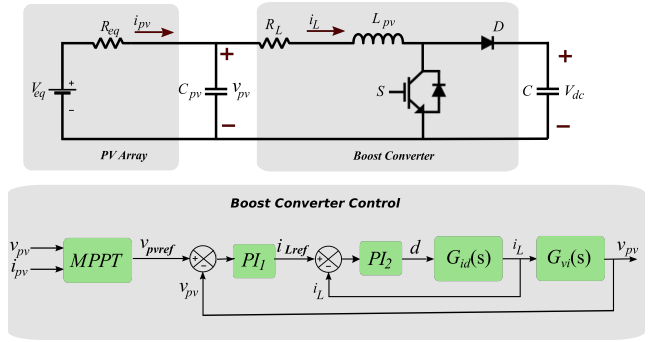 R_eq i_pv R_L i_L L_pv D
V_eq + - C_pv + v_pv − S C + V_dc −
PV Array Boost Converter
Boost Converter Control
v_pv i_pv MPPT v_pvref + − PI_1 i_Lref + − PI_2 d G_id(s) i_L G_vi(s) v_pv
v_pv i_L